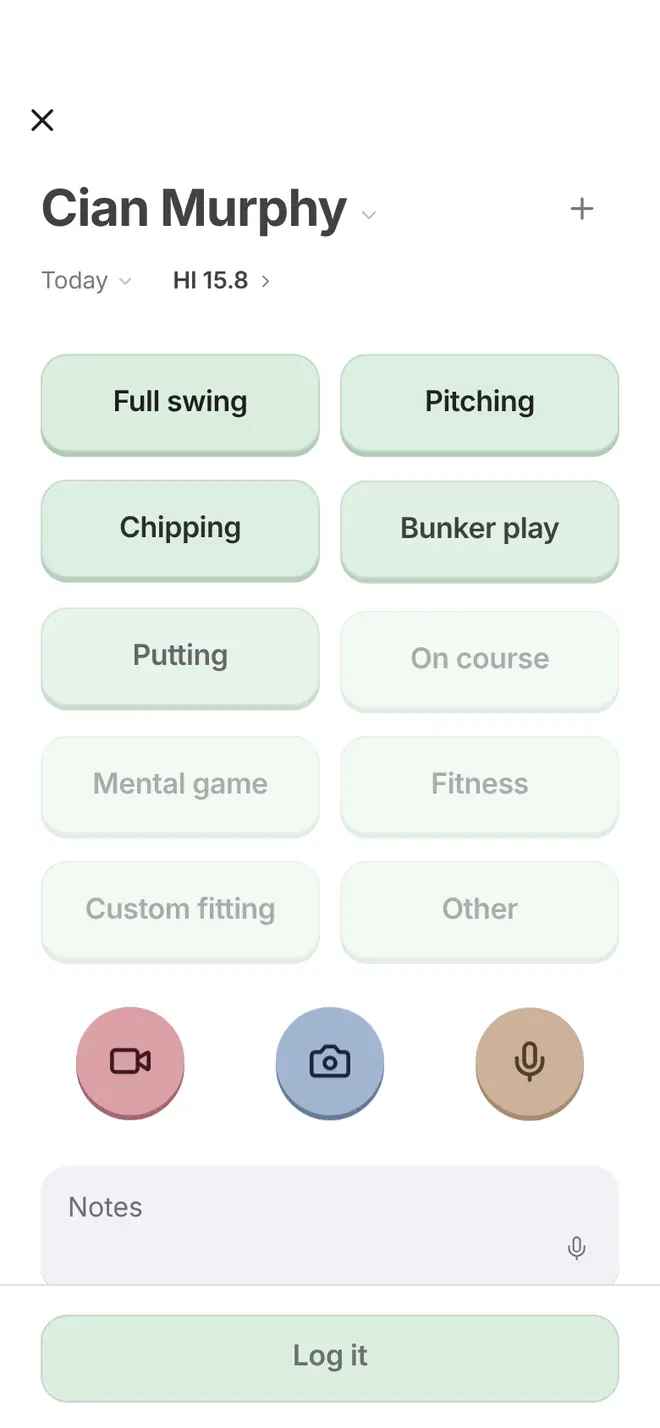 Cian Murphy
Today HI 15.8
Full swing Pitching
Chipping Bunker play
Putting On course
Mental game Fitness
Custom fitting Other
Notes
Log it